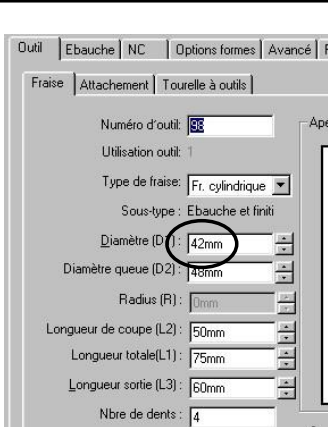 Outil Ebauche NC Options formes Avancé
Fraise Attachement Tourelle à outils
Numéro d'outil: 98
Utilisation outil: 1
Type de fraise: Fr. cylindrique
Sous-type : Ebauche et finiti
Diamètre (D1) : 42mm
Diamètre queue (D2) : 48mm
Radius (R) : 0mm
Longueur de coupe (L2) : 50mm
Longueur totale(L1) : 75mm
Longueur sortie (L3) : 60mm
Nbre de dents : 4